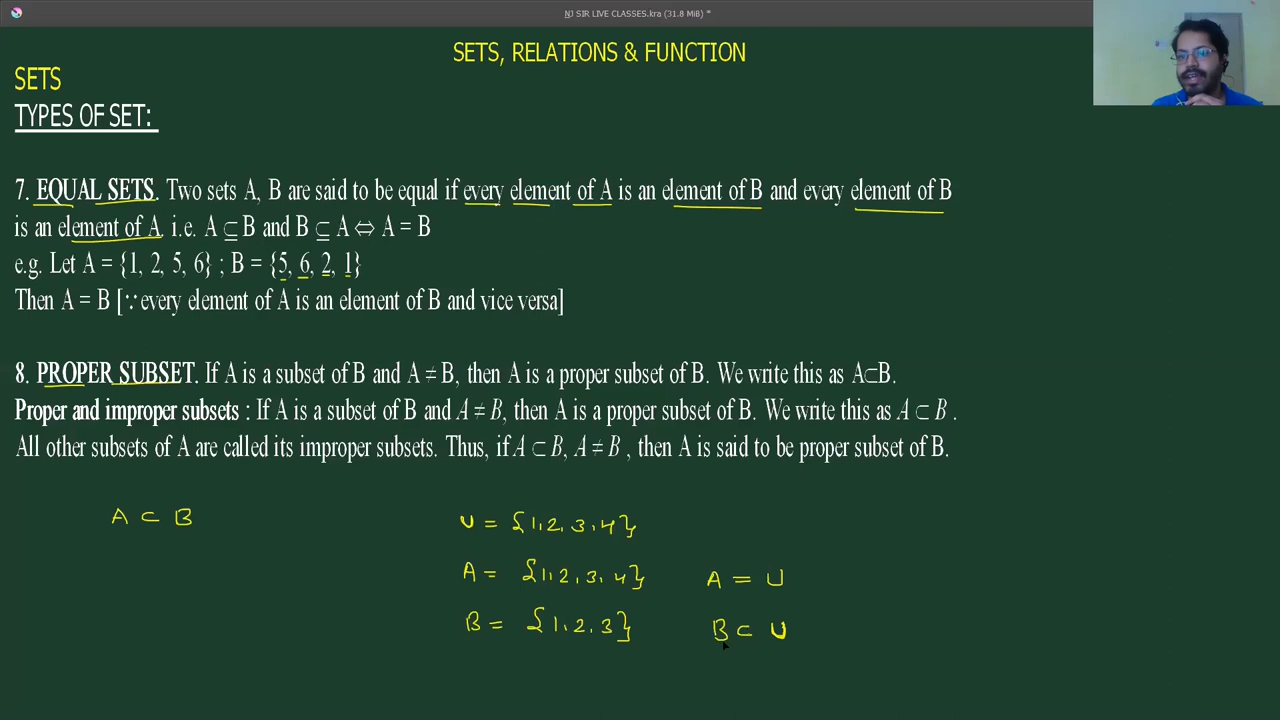 NJ SIR LIVE CLASSES.kra (31.8 MiB) *
SETS, RELATIONS & FUNCTION
SETS
TYPES OF SET:
7. EQUAL SETS. Two sets A, B are said to be equal if every element of A is an element of B and every element of B
is an element of A. i.e. A ⊆ B and B ⊆ A ⇔ A = B
e.g. Let A = {1, 2, 5, 6} ; B = {5, 6, 2, 1}
Then A = B [∵ every element of A is an element of B and vice versa]
8. PROPER SUBSET. If A is a subset of B and A ≠ B, then A is a proper subset of B. We write this as A⊂B.
Proper and improper subsets : If A is a subset of B and A ≠ B, then A is a proper subset of B. We write this as A ⊂ B .
All other subsets of A are called its improper subsets. Thus, if A ⊂ B, A ≠ B , then A is said to be proper subset of B.
A ⊂ B
U = {1,2,3,4}
A = {1,2,3,4} A = U
B = {1,2,3} B ⊂ U